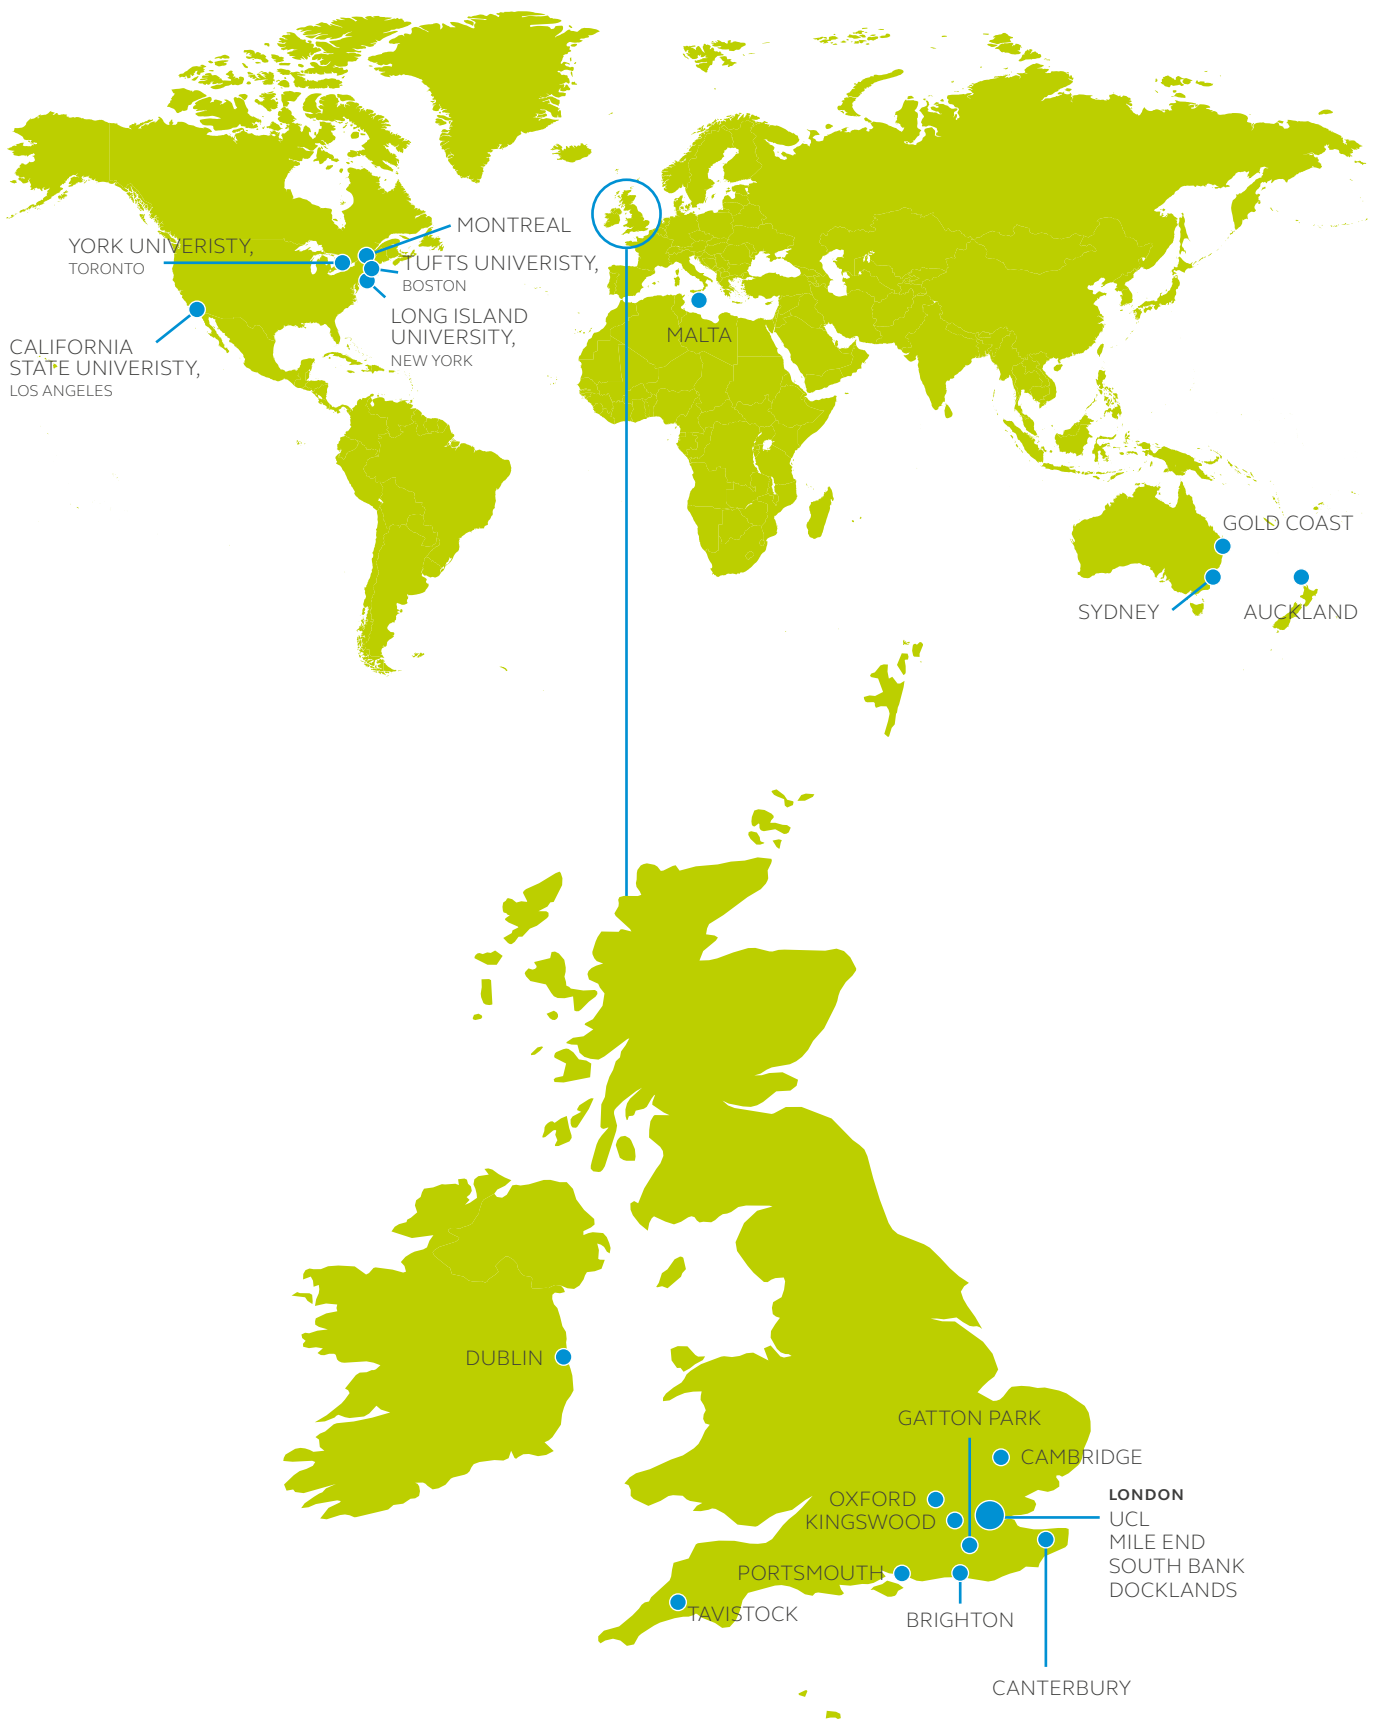 MONTREAL
YORK UNIVERISTY,
TORONTO
TUFTS UNIVERISTY,
BOSTON
LONG ISLAND
UNIVERSITY,
NEW YORK
CALIFORNIA
STATE UNIVERISTY,
LOS ANGELES
MALTA
GOLD COAST
SYDNEY
AUCKLAND
DUBLIN
GATTON PARK
CAMBRIDGE
OXFORD
KINGSWOOD
LONDON
UCL
MILE END
SOUTH BANK
DOCKLANDS
PORTSMOUTH
TAVISTOCK
BRIGHTON
CANTERBURY